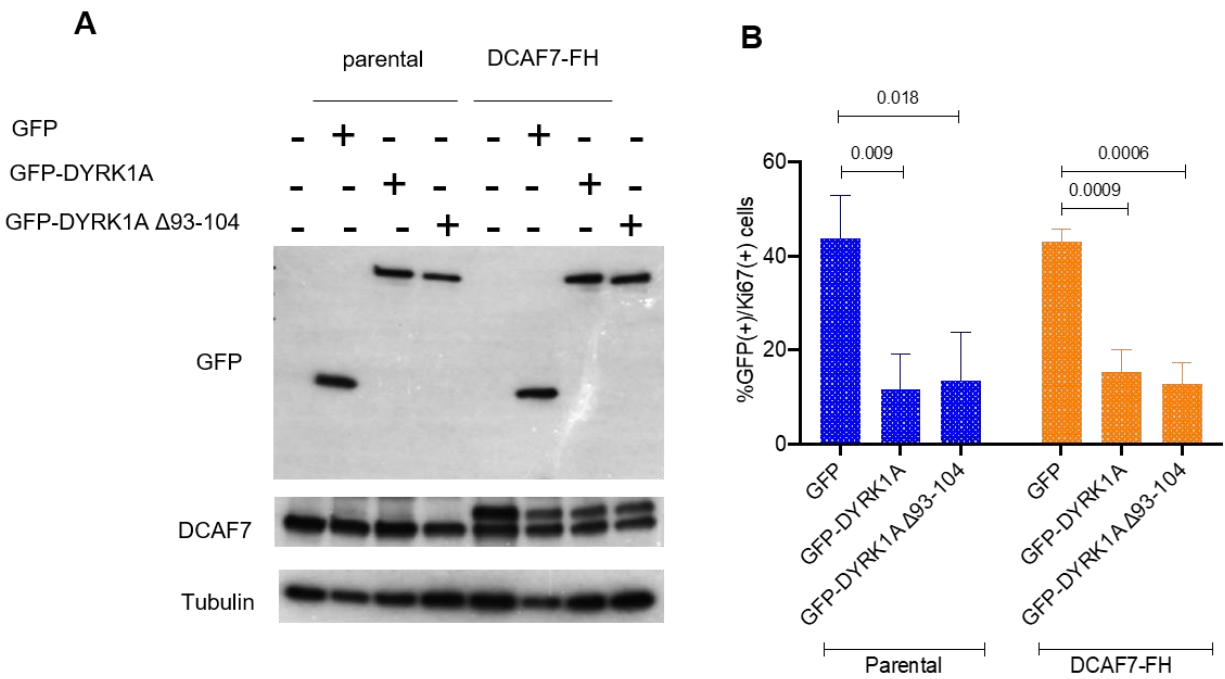 A
parental DCAF7-FH
GFP - + - - - + - -
GFP-DYRK1A - - + - - - + -
GFP-DYRK1A Δ93-104 - - - + - - - +
GFP
DCAF7
Tubulin
B
0.018
0.009
0.0006
0.0009
%GFP(+)/Ki67(+) cells
60
40
20
0
GFP
GFP-DYRK1A
GFP-DYRK1A Δ93-104
GFP
GFP-DYRK1A
GFP-DYRK1A Δ93-104
Parental
DCAF7-FH